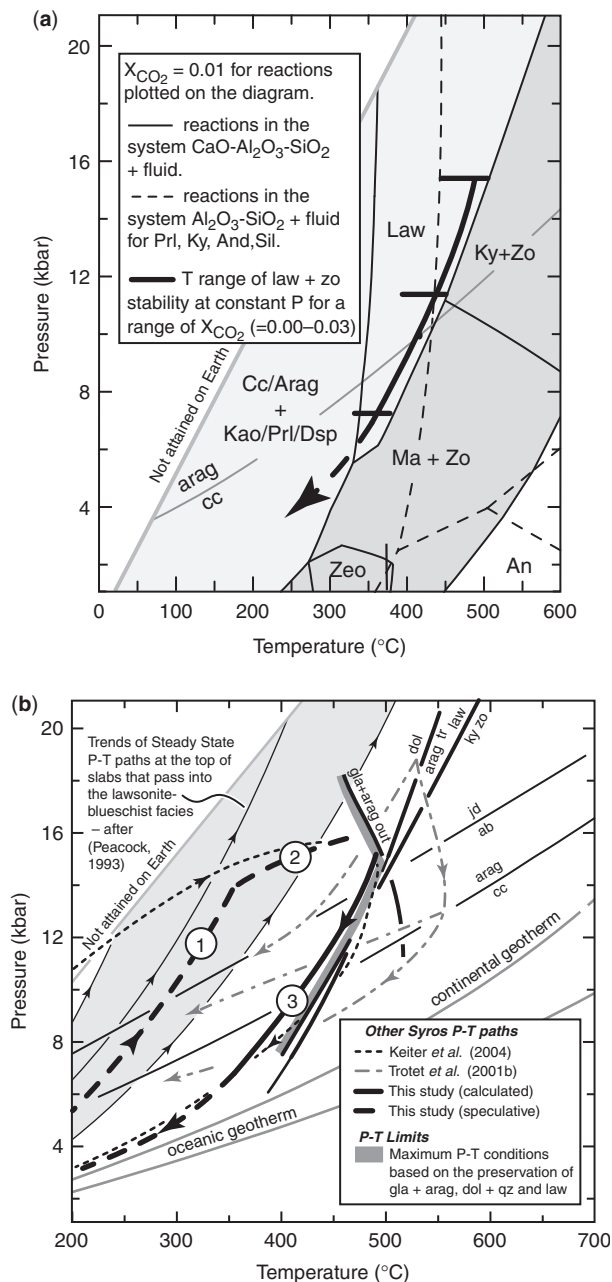 (a)
20
16
12
8
4
Pressure (kbar)
X_CO2 = 0.01 for reactions
plotted on the diagram.
reactions in the
system CaO-Al2O3-SiO2
+ fluid.
reactions in the
system Al2O3-SiO2 + fluid
for Prl, Ky, And,Sil.
T range of law + zo
stability at constant P for a
range of X_CO2 (=0.00–0.03)
Law
Ky+Zo
Not attained on Earth
Cc/Arag
+
Kao/Prl/Dsp
arag
cc
Ma + Zo
Zeo
An
0
100
200
300
400
500
600
Temperature (°C)
(b)
20
16
12
8
4
Pressure (kbar)
Trends of Steady State
P-T paths at the top of
slabs that pass into
the lawsonite-
blueschist facies
– after
(Peacock,
1993)
Not attained on Earth
gla+arag out
dol
arag tr
law
ky zo
jd
ab
arag
cc
1
2
3
continental geotherm
oceanic geotherm
Other Syros P-T paths
Keiter et al. (2004)
Trotet et al. (2001b)
This study (calculated)
This study (speculative)
P-T Limits
Maximum P-T conditions
based on the preservation of
gla + arag, dol + qz and law
200
300
400
500
600
700
Temperature (°C)